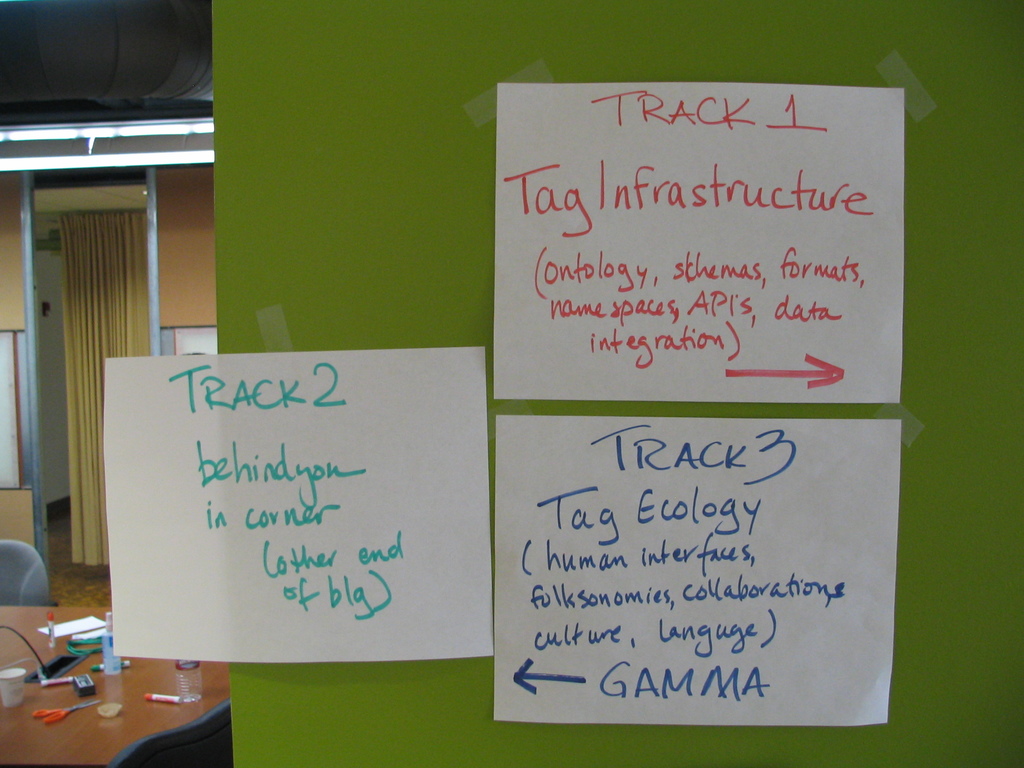 TRACK 1
Tag Infrastructure
(ontology, schemas, formats,
namespaces, API's, data
integration)
TRACK 2
behind you
in corner
(other end
of blg)
TRACK 3
Tag Ecology
(human interfaces,
folksonomies, collaborations,
culture, language)
GAMMA